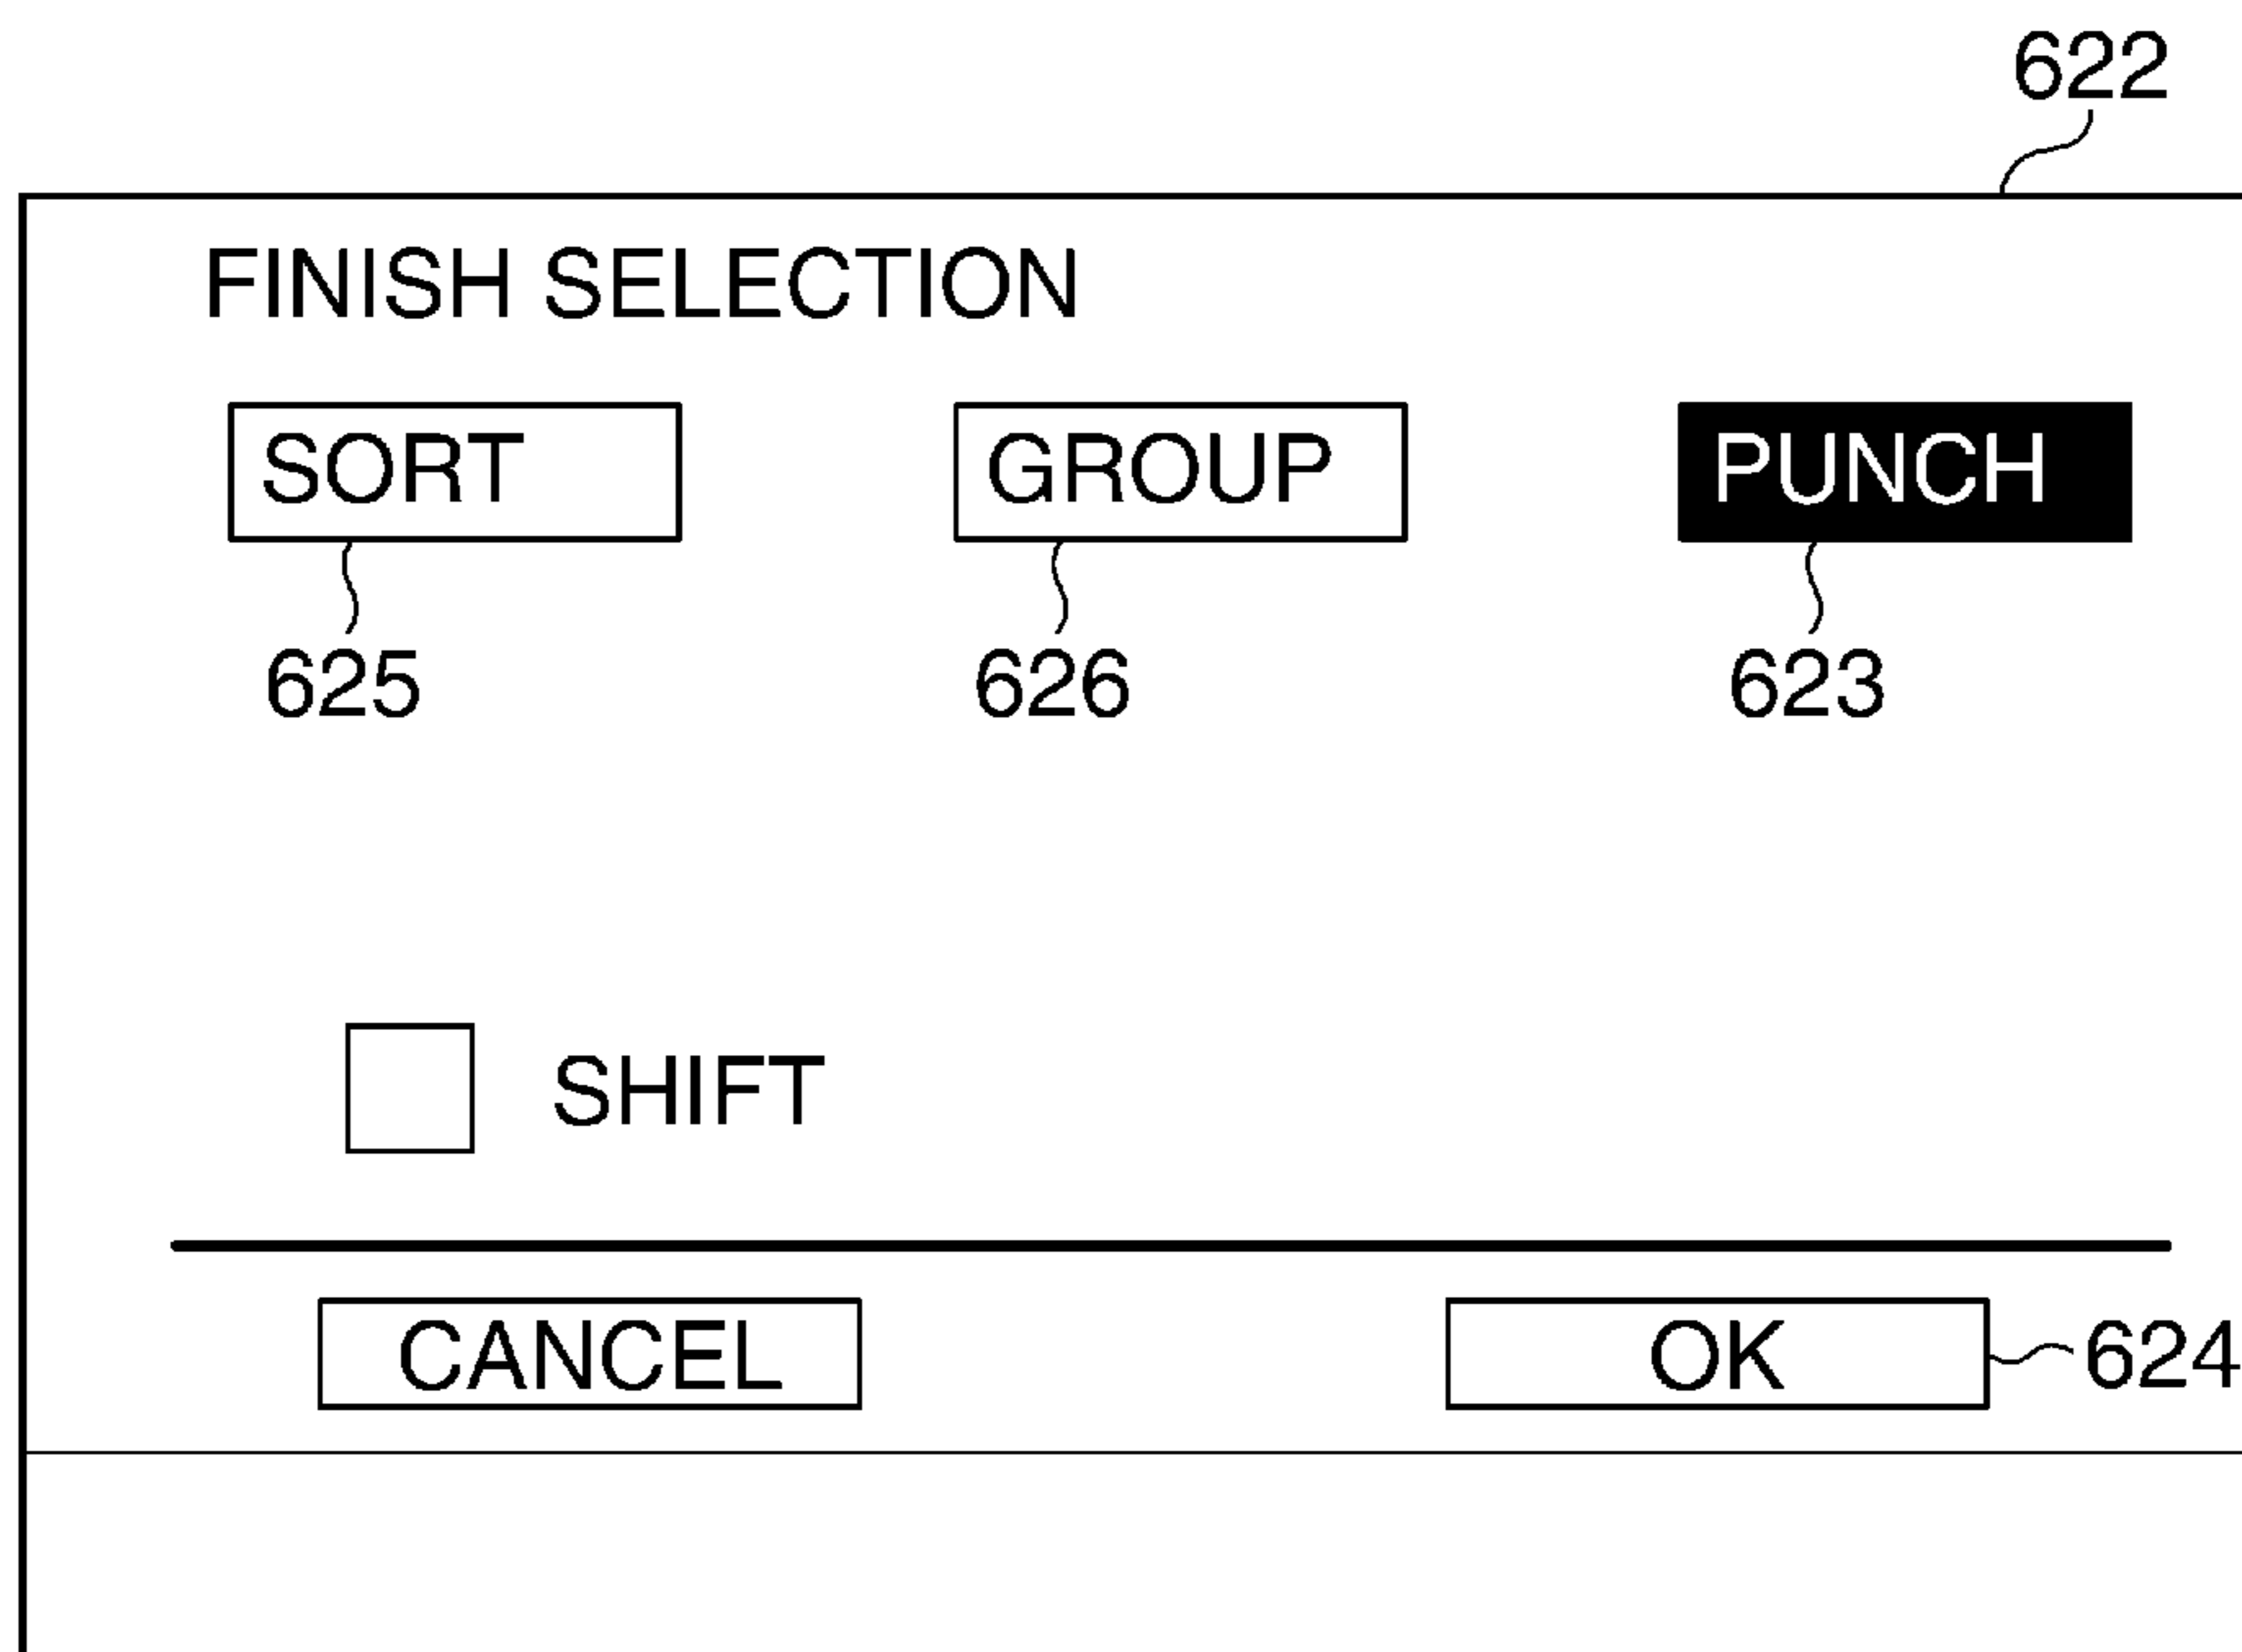 622
FINISH SELECTION
SORT GROUP PUNCH
625 626 623
SHIFT
CANCEL OK 624